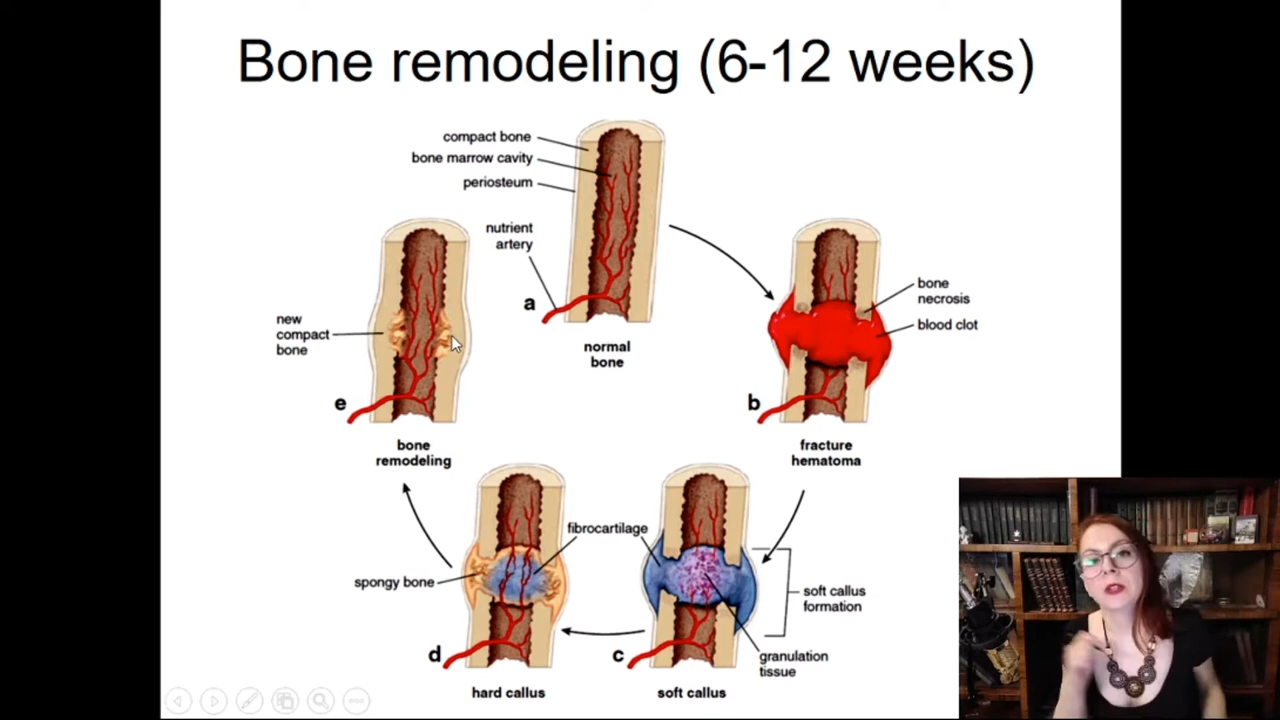 Bone remodeling (6-12 weeks)
compact bone
bone marrow cavity
periosteum
nutrient
artery
a
normal
bone
bone
necrosis
blood clot
b
fracture
hematoma
soft callus
formation
granulation
tissue
c
soft callus
fibrocartilage
spongy bone
d
hard callus
new
compact
bone
e
bone
remodeling